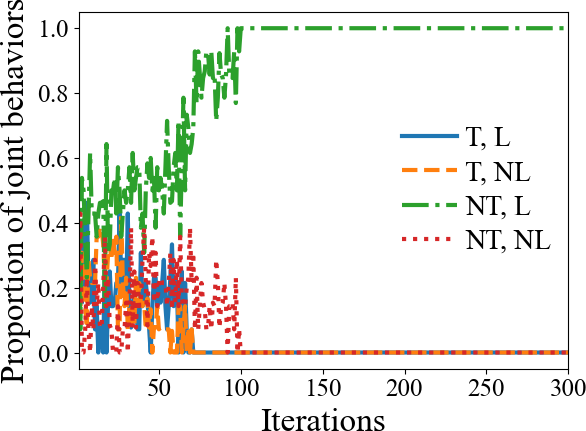 Proportion of joint behaviors
1.0
0.8
0.6
0.4
0.2
0.0
T, L
T, NL
NT, L
NT, NL
50 100 150 200 250 300
Iterations